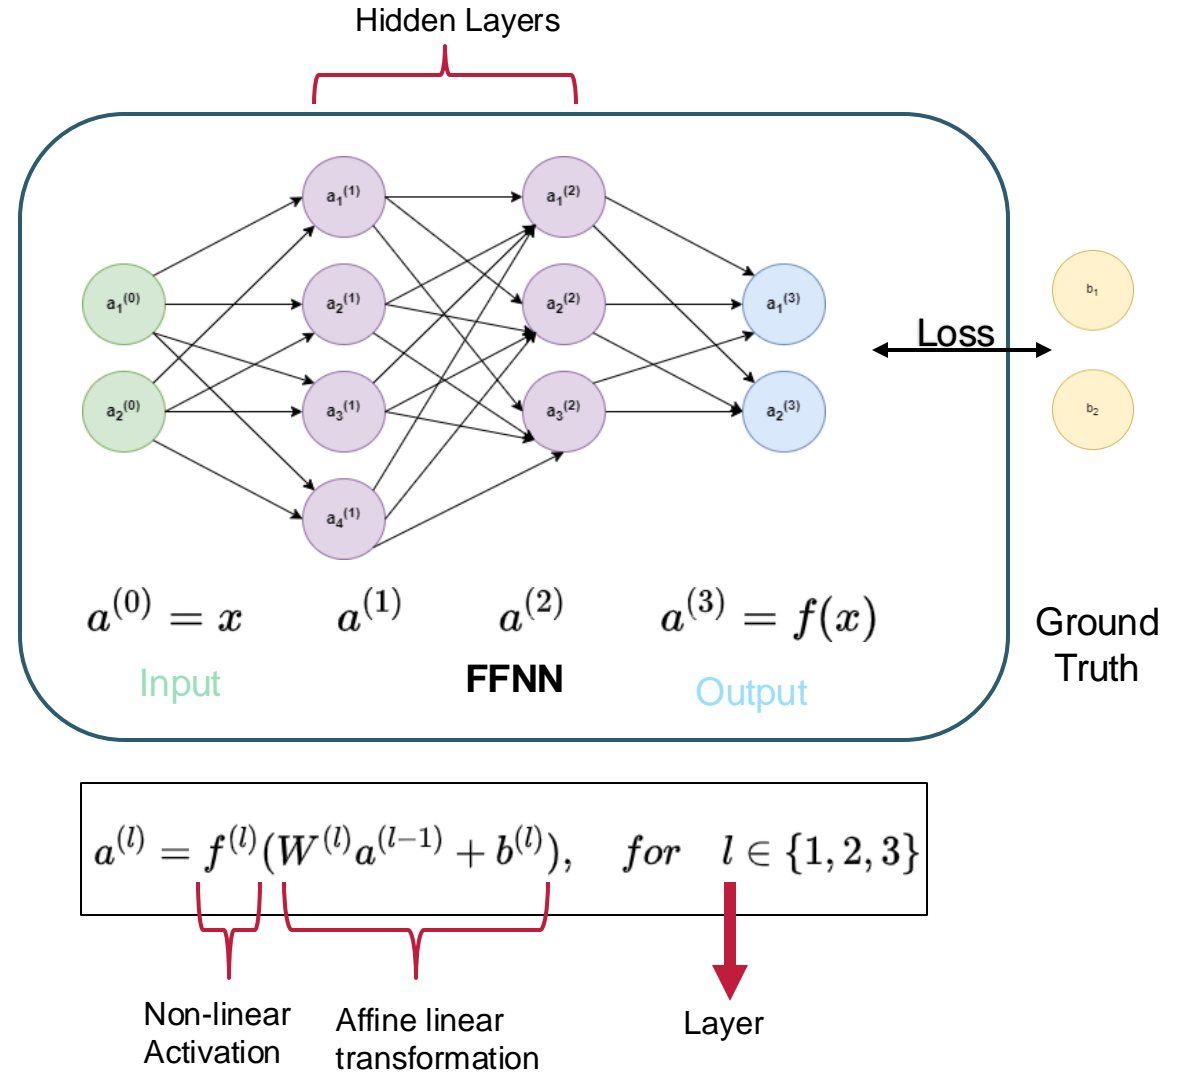 Hidden Layers
a₁⁽¹⁾ a₁⁽²⁾
a₁⁽⁰⁾ a₂⁽¹⁾ a₂⁽²⁾ a₁⁽³⁾ b₁
Loss
a₂⁽⁰⁾ a₃⁽¹⁾ a₃⁽²⁾ a₂⁽³⁾ b₂
a₄⁽¹⁾
a⁽⁰⁾ = x a⁽¹⁾ a⁽²⁾ a⁽³⁾ = f(x)
Ground
Truth
Input FFNN Output
a⁽ˡ⁾ = f⁽ˡ⁾(W⁽ˡ⁾a⁽ˡ⁻¹⁾ + b⁽ˡ⁾), for l ∈ {1, 2, 3}
Non-linear
Activation
Affine linear
transformation
Layer